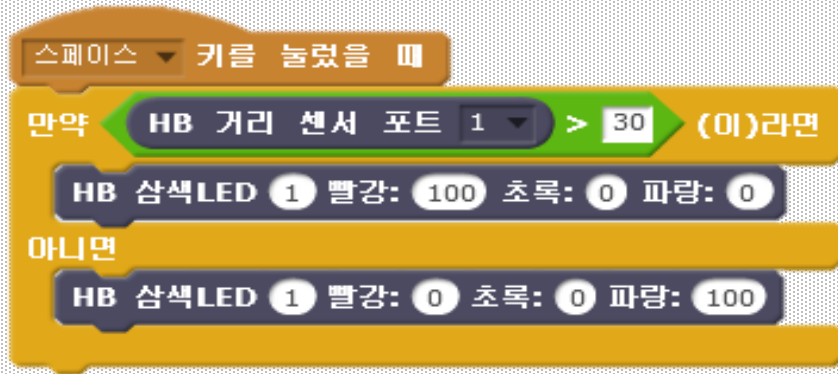 스페이스 키를 눌렀을 때
만약 HB 거리 센서 포트 1 > 30 (이)라면
HB 삼색LED 1 빨강: 100 초록: 0 파랑: 0
아니면
HB 삼색LED 1 빨강: 0 초록: 0 파랑: 100